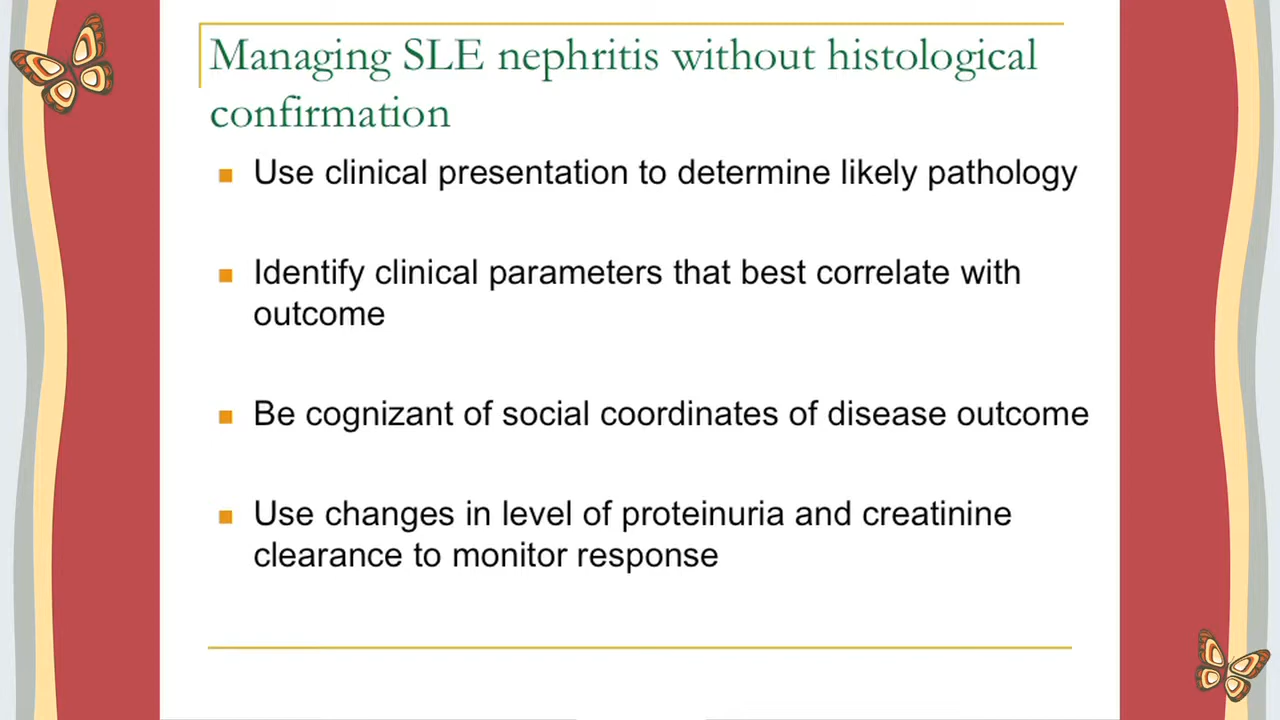 Managing SLE nephritis without histological
confirmation
Use clinical presentation to determine likely pathology
Identify clinical parameters that best correlate with
outcome
Be cognizant of social coordinates of disease outcome
Use changes in level of proteinuria and creatinine
clearance to monitor response